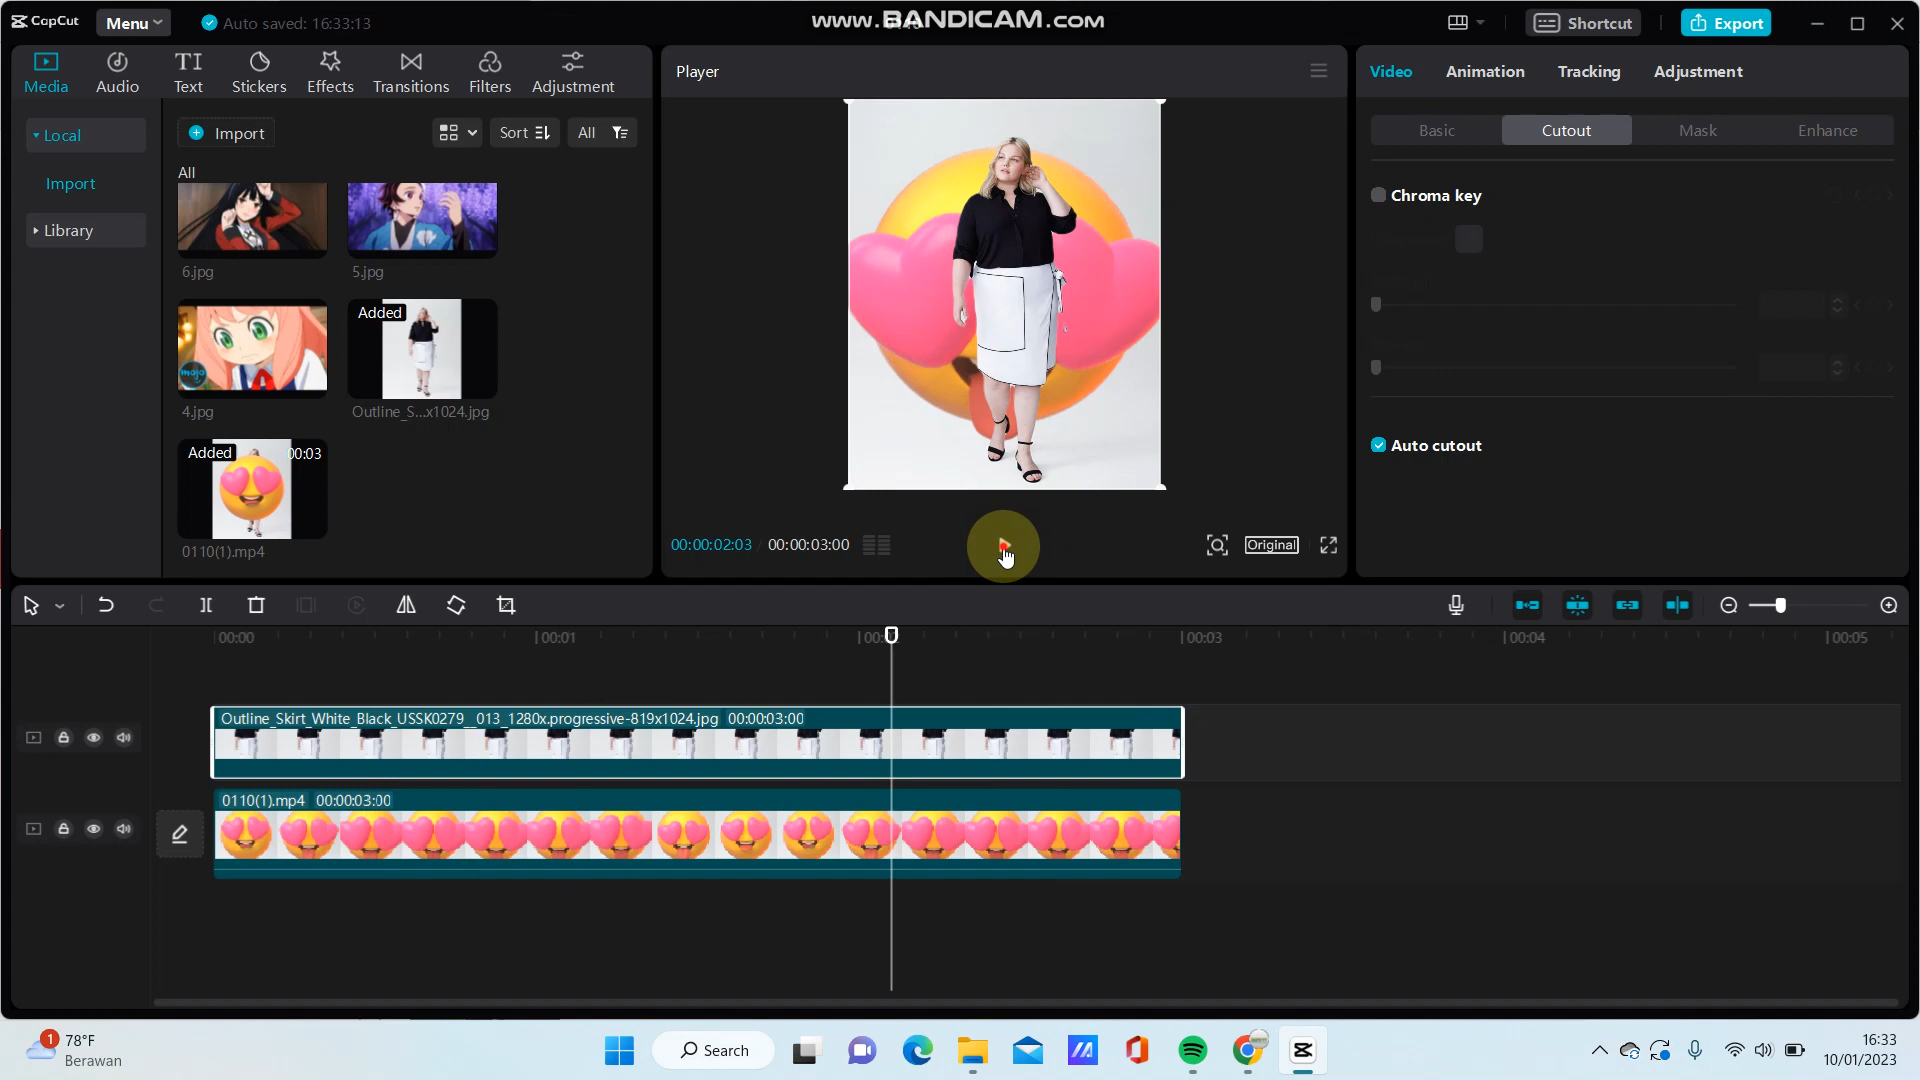 CapCut
Menu
Auto saved: 16:33:13
www.BANDICAM.com
Shortcut
Export
Media
Audio
Text
Stickers
Effects
Transitions
Filters
Adjustment
Local
Import
Library
Import
Sort
All
All
6.jpg
5.jpg
4.jpg
Added
Outline_S...x1024.jpg
Added
00:03
0110(1).mp4
Player
00:00:02:03
00:00:03:00
Original
Video
Animation
Tracking
Adjustment
Basic
Cutout
Mask
Enhance
Chroma key
Auto cutout
00:00
00:01
00:03
00:04
00:05
Outline_Skirt_White_Black_USSK0279__013_1280x.progressive-819x1024.jpg 00:00:03:00
0110(1).mp4 00:00:03:00
1
78°F
Berawan
Search
16:33
10/01/2023